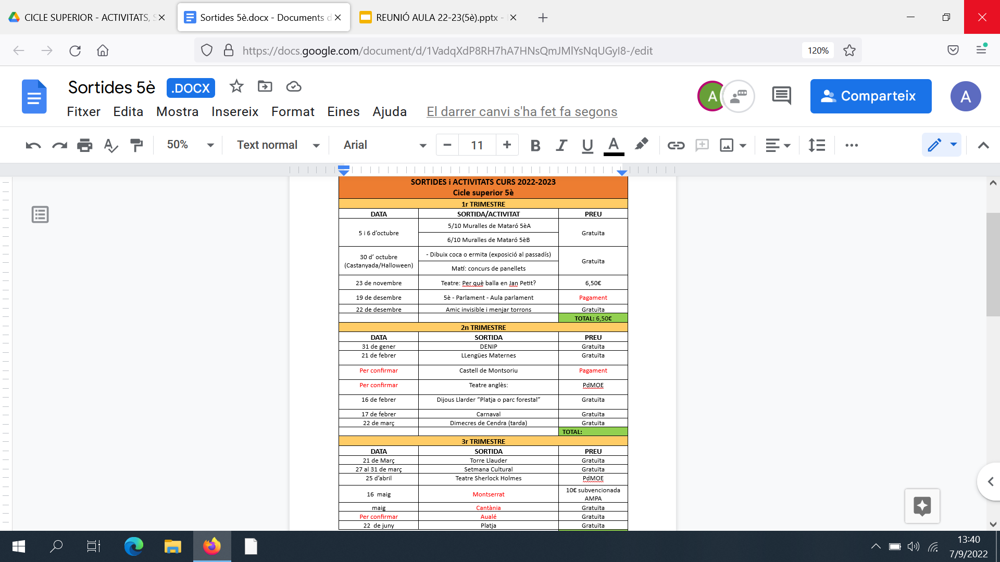 CICLE SUPERIOR - ACTIVITATS, S
Sortides 5è.docx - Documents d
REUNIÓ AULA 22-23(5è).pptx -
https://docs.google.com/document/d/1VadqXdP8RH7hA7HNsQmJMlYsNqUGyI8-/edit
120%
Sortides 5è
.DOCX
Fitxer Edita Mostra Insereix Format Eines Ajuda El darrer canvi s'ha fet fa segons
A
Comparteix
A
50% Text normal Arial 11 B I U A
SORTIDES i ACTIVITATS CURS 2022-2023
Cicle superior 5è
1r TRIMESTRE
DATA SORTIDA/ACTIVITAT PREU
5 i 6 d'octubre 5/10 Muralles de Mataró 5èA Gratuïta
6/10 Muralles de Mataró 5èB
30 d' octubre (Castanyada/Halloween) - Dibuix coca o ermita (exposició al passadís) Gratuïta
Matí: concurs de panellets
23 de novembre Teatre: Per què balla en Jan Petit? 6,50€
19 de desembre 5è - Parlament - Aula parlament Pagament
22 de desembre Amic invisible i menjar torrons Gratuïta
TOTAL: 6,50€
2n TRIMESTRE
DATA SORTIDA PREU
31 de gener DENIP Gratuïta
21 de febrer LLengües Maternes Gratuïta
Per confirmar Castell de Montsoriu Pagament
Per confirmar Teatre anglès: PdMOE
16 de febrer Dijous Llarder “Platja o parc forestal” Gratuïta
17 de febrer Carnaval Gratuïta
22 de març Dimecres de Cendra (tarda) Gratuïta
TOTAL:
3r TRIMESTRE
DATA SORTIDA PREU
21 de Març Torre Llauder Gratuïta
27 al 31 de març Setmana Cultural Gratuïta
25 d'abril Teatre Sherlock Holmes PdMOE
16 maig Montserrat 10€ subvencionada AMPA
maig Cantània Gratuïta
Per confirmar Aualé Gratuïta
22 de juny Platja Gratuïta
13:40
7/9/2022